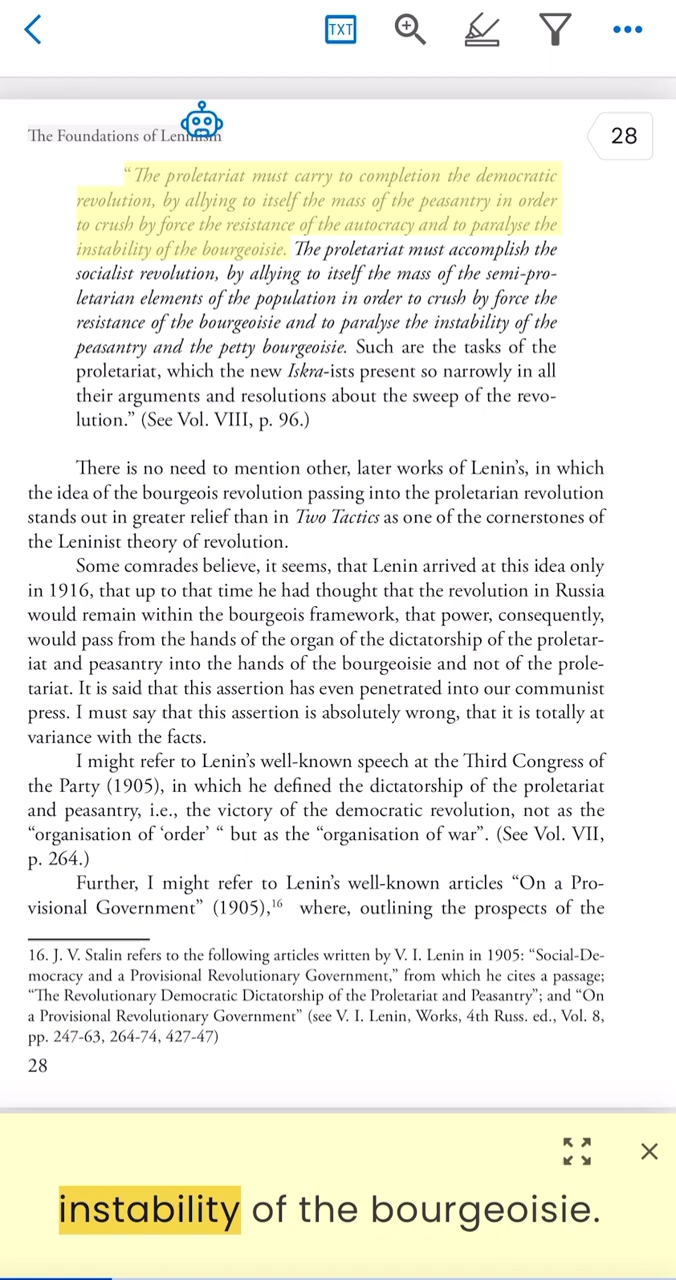 TXT
The Foundations of Leninism
28
“The proletariat must carry to completion the democratic
revolution, by allying to itself the mass of the peasantry in order
to crush by force the resistance of the autocracy and to paralyse the
instability of the bourgeoisie. The proletariat must accomplish the
socialist revolution, by allying to itself the mass of the semi-pro-
letarian elements of the population in order to crush by force the
resistance of the bourgeoisie and to paralyse the instability of the
peasantry and the petty bourgeoisie. Such are the tasks of the
proletariat, which the new Iskra-ists present so narrowly in all
their arguments and resolutions about the sweep of the revo-
lution.” (See Vol. VIII, p. 96.)
There is no need to mention other, later works of Lenin’s, in which
the idea of the bourgeois revolution passing into the proletarian revolution
stands out in greater relief than in Two Tactics as one of the cornerstones of
the Leninist theory of revolution.
Some comrades believe, it seems, that Lenin arrived at this idea only
in 1916, that up to that time he had thought that the revolution in Russia
would remain within the bourgeois framework, that power, consequently,
would pass from the hands of the organ of the dictatorship of the proletar-
iat and peasantry into the hands of the bourgeoisie and not of the prole-
tariat. It is said that this assertion has even penetrated into our communist
press. I must say that this assertion is absolutely wrong, that it is totally at
variance with the facts.
I might refer to Lenin’s well-known speech at the Third Congress of
the Party (1905), in which he defined the dictatorship of the proletariat
and peasantry, i.e., the victory of the democratic revolution, not as the
“organisation of ‘order’ “ but as the “organisation of war”. (See Vol. VII,
p. 264.)
Further, I might refer to Lenin’s well-known articles “On a Pro-
visional Government” (1905),16 where, outlining the prospects of the
16. J. V. Stalin refers to the following articles written by V. I. Lenin in 1905: “Social-De-
mocracy and a Provisional Revolutionary Government,” from which he cites a passage;
“The Revolutionary Democratic Dictatorship of the Proletariat and Peasantry”; and “On
a Provisional Revolutionary Government” (see V. I. Lenin, Works, 4th Russ. ed., Vol. 8,
pp. 247-63, 264-74, 427-47)
28
instability of the bourgeoisie.